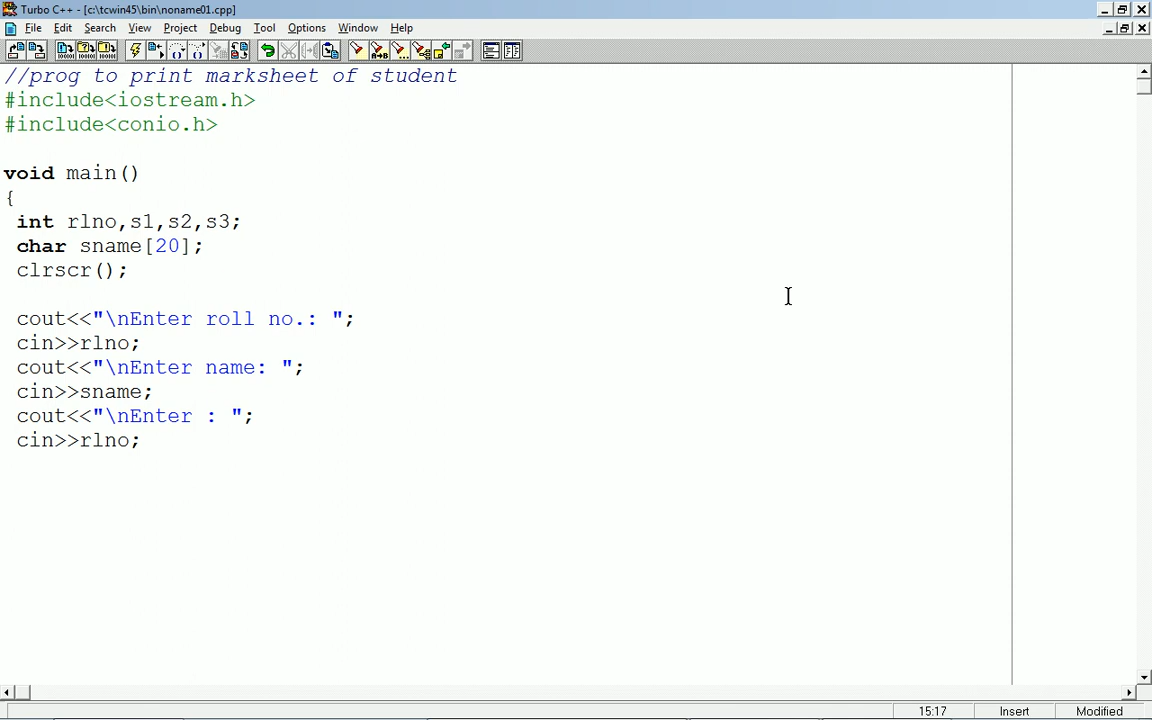 Turbo C++ - [c:\tcwin45\bin\noname01.cpp]
File Edit Search View Project Debug Tool Options Window Help
//prog to print marksheet of student
#include<iostream.h>
#include<conio.h>
void main()
{
int rlno,s1,s2,s3;
char sname[20];
clrscr();
cout<<"\nEnter roll no.: ";
cin>>rlno;
cout<<"\nEnter name: ";
cin>>sname;
cout<<"\nEnter : ";
cin>>rlno;
15:17 Insert Modified